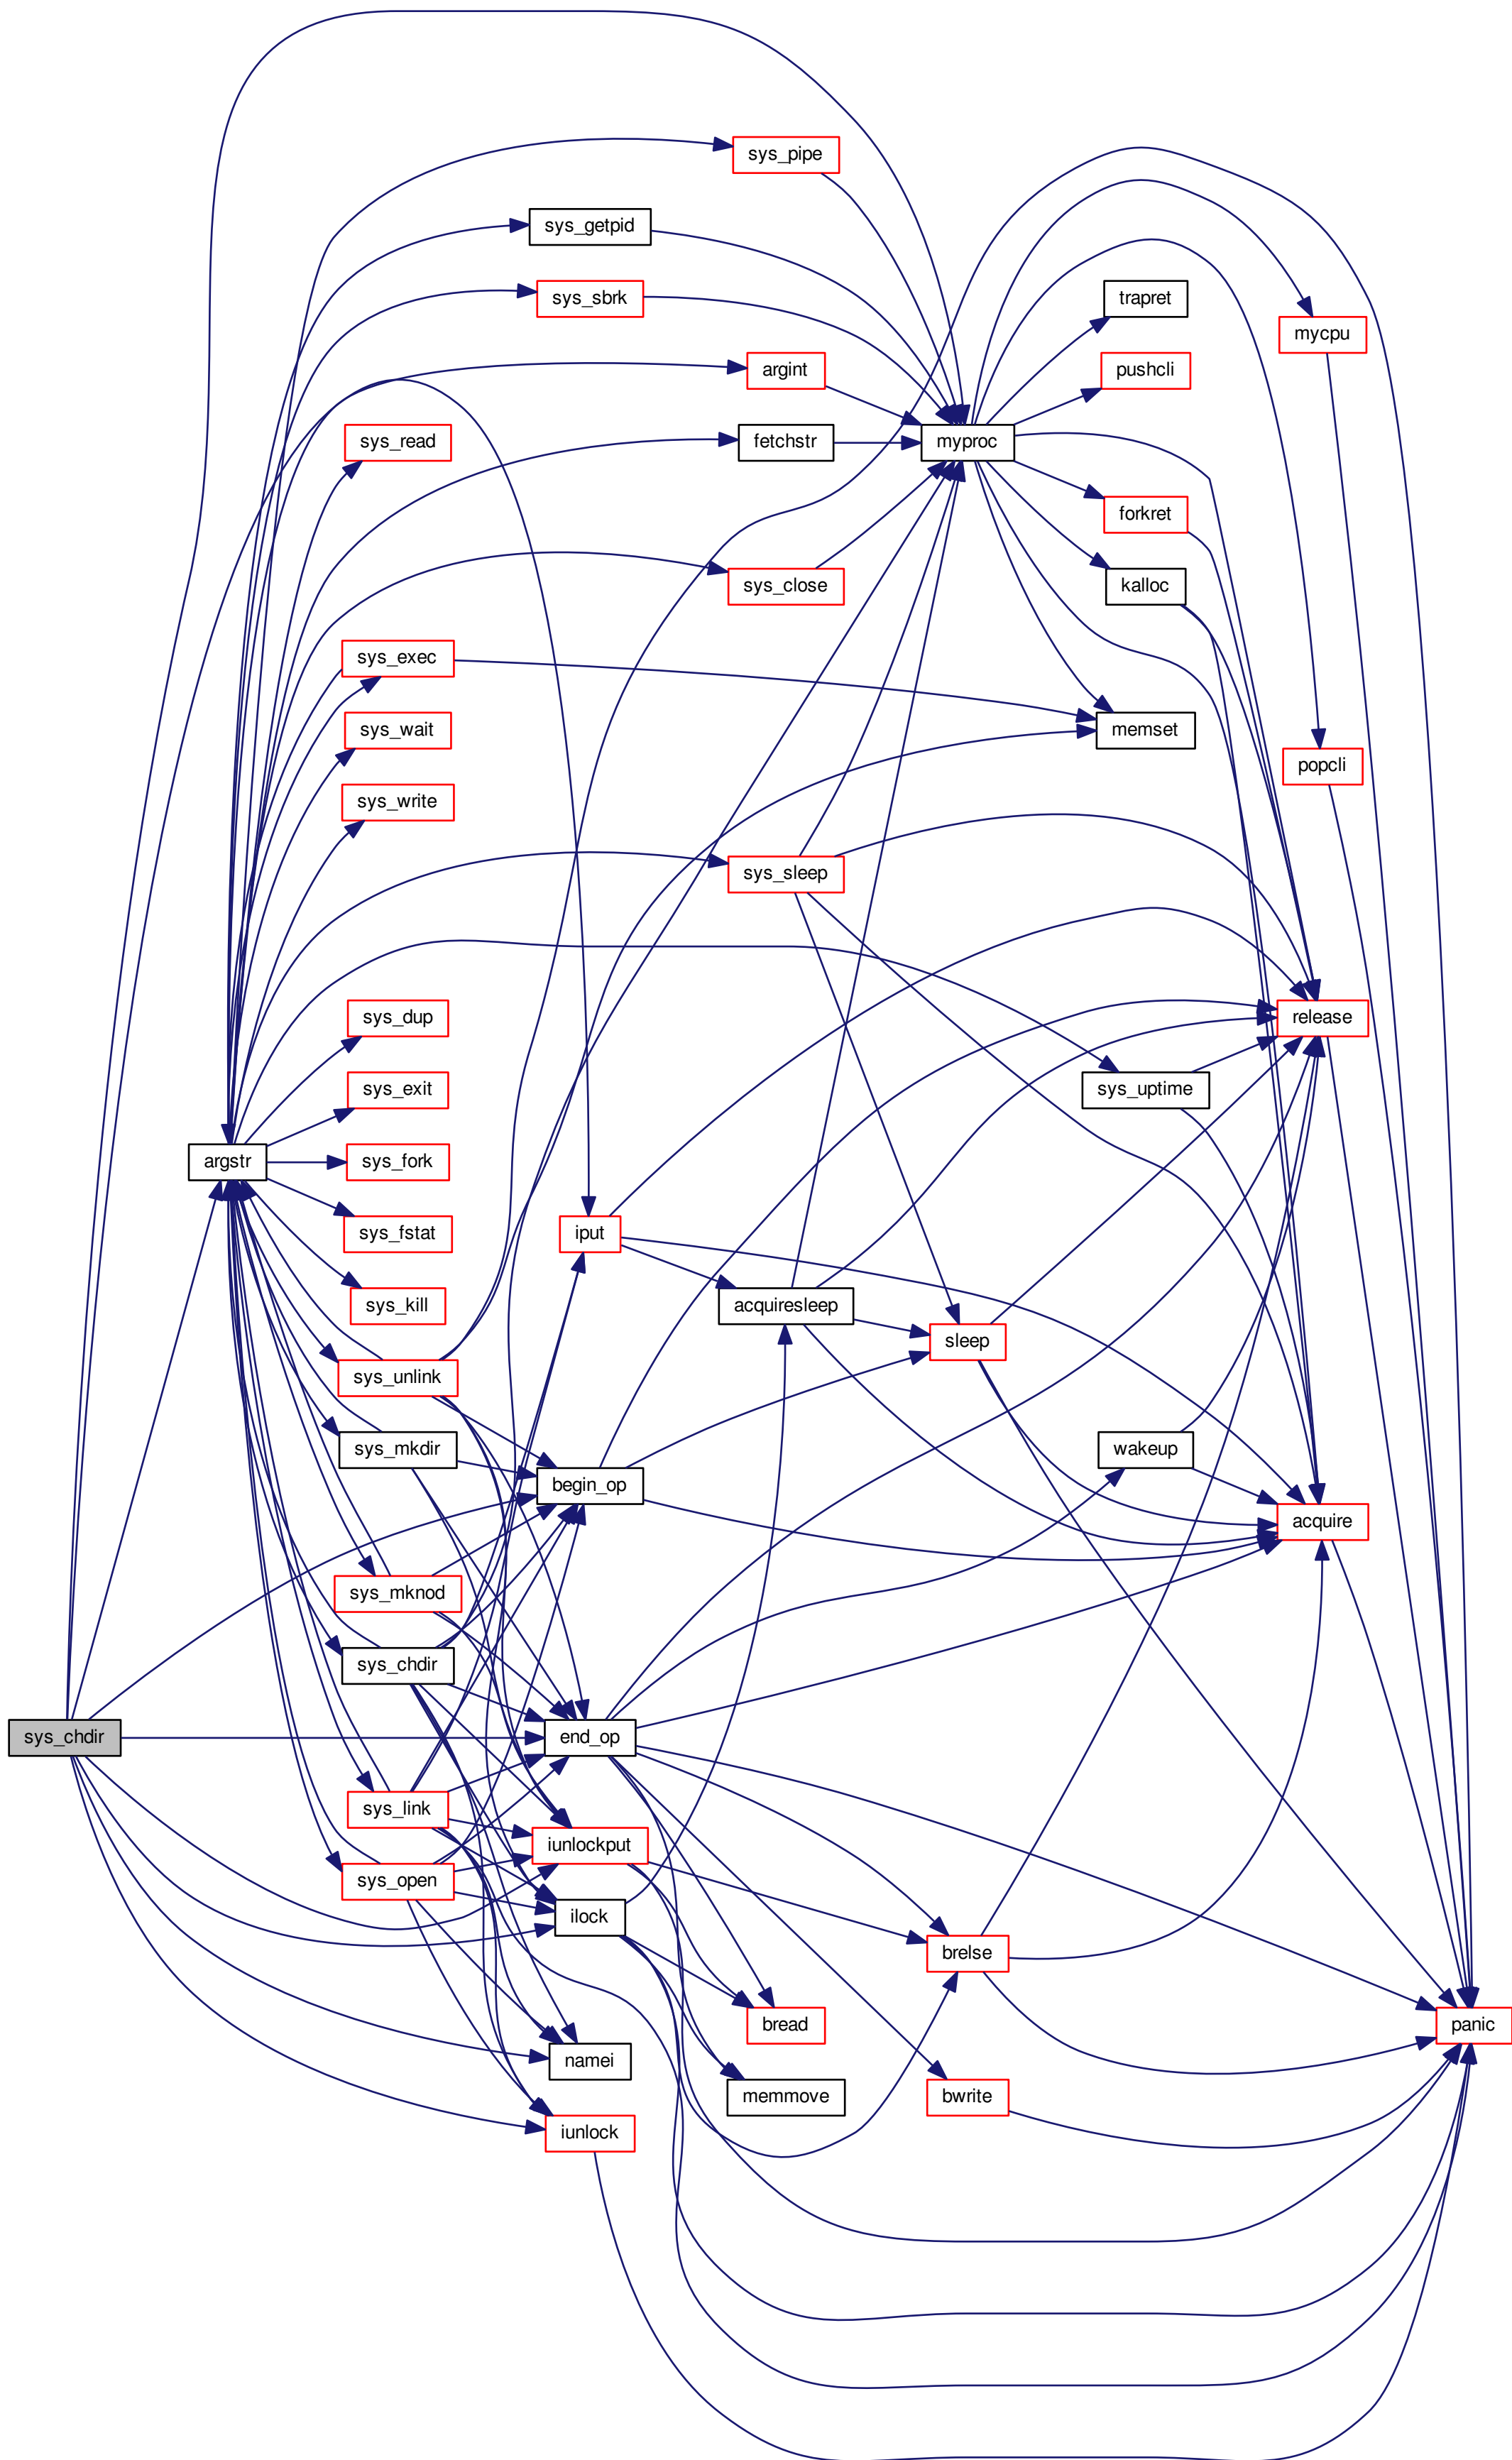 sys_pipe
sys_getpid
sys_sbrk
trapret
mycpu
argint
pushcli
sys_read
fetchstr
myproc
forkret
sys_close
kalloc
sys_exec
sys_wait
memset
popcli
sys_write
sys_sleep
sys_dup
release
sys_exit
sys_uptime
argstr
sys_fork
sys_fstat
iput
sys_kill
acquiresleep
sleep
sys_unlink
sys_mkdir
wakeup
begin_op
acquire
sys_mknod
sys_chdir
sys_chdir
end_op
sys_link
iunlockput
sys_open
ilock
brelse
bread
panic
namei
memmove
bwrite
iunlock